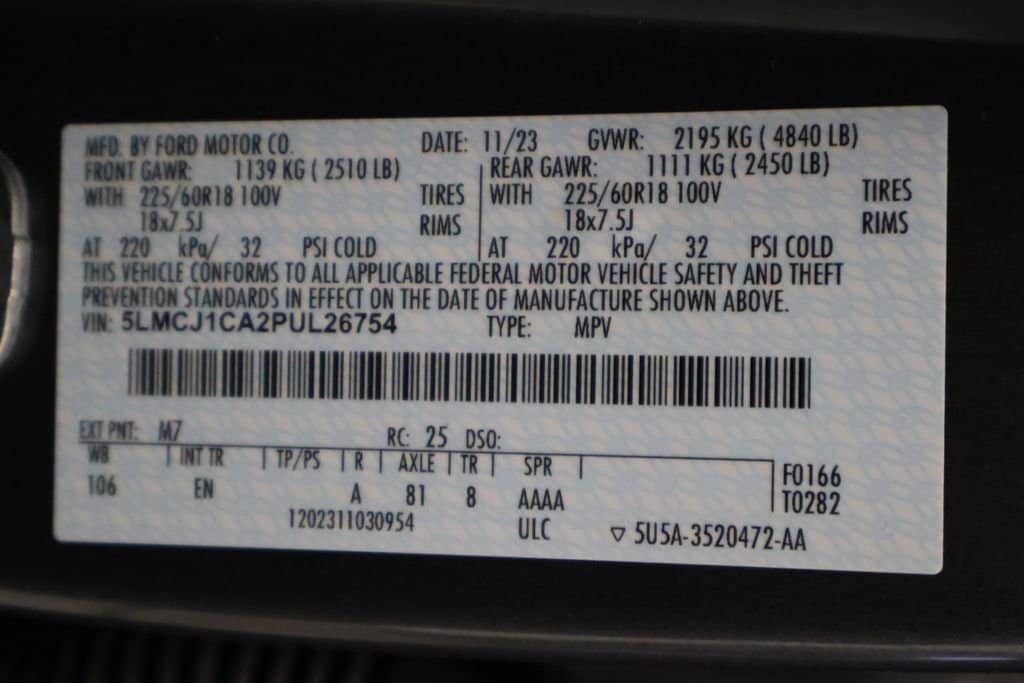 MFD. BY FORD MOTOR CO. DATE: 11/23 GVWR: 2195 KG ( 4840 LB)
FRONT GAWR: 1139 KG ( 2510 LB) REAR GAWR: 1111 KG ( 2450 LB)
WITH 225/60R18 100V TIRES WITH 225/60R18 100V TIRES
18x7.5J RIMS 18x7.5J RIMS
AT 220 kPa/ 32 PSI COLD AT 220 kPa/ 32 PSI COLD
THIS VEHICLE CONFORMS TO ALL APPLICABLE FEDERAL MOTOR VEHICLE SAFETY AND THEFT
PREVENTION STANDARDS IN EFFECT ON THE DATE OF MANUFACTURE SHOWN ABOVE.
VIN: 5LMCJ1CA2PUL26754 TYPE: MPV
EXT PNT: M7 RC: 25 DSO:
WB INT TR TP/PS R AXLE TR SPR F0166
106 EN A 81 8 AAAA T0282
1202311030954 ULC ▽ 5U5A-3520472-AA